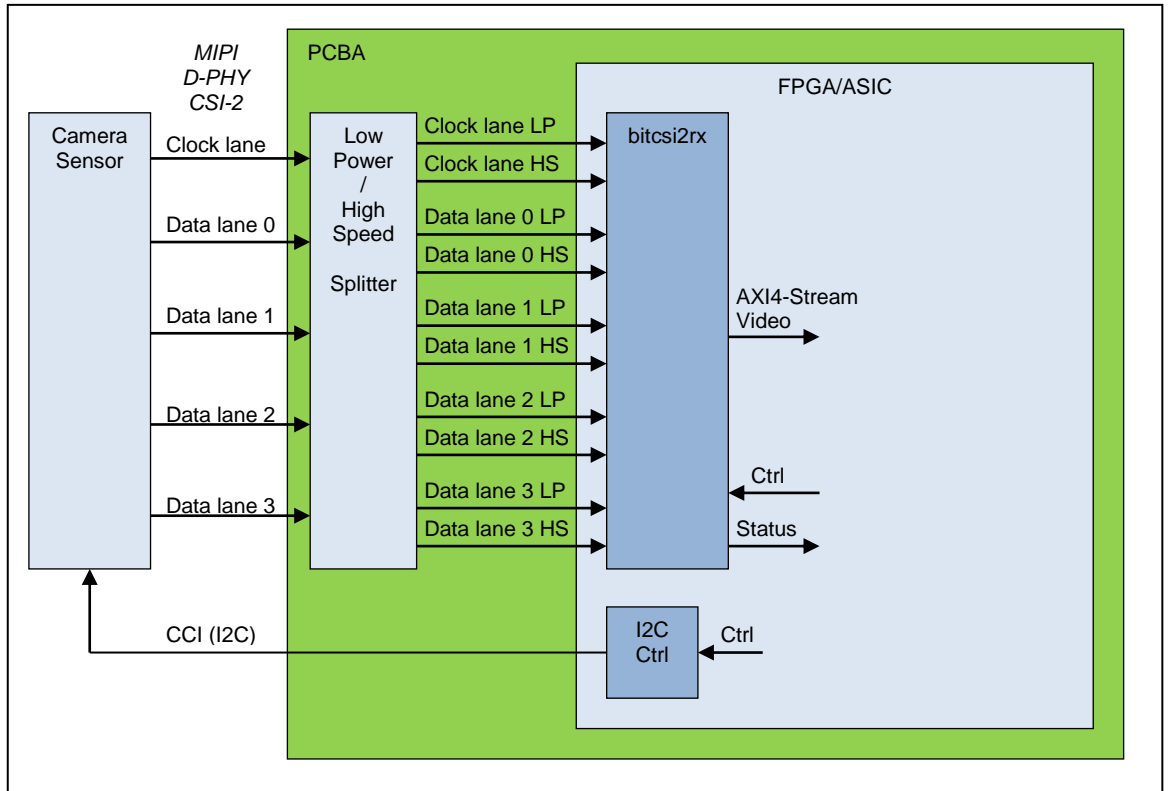 MIPI
D-PHY
CSI-2
PCBA
FPGA/ASIC
Camera
Sensor
Clock lane
Data lane 0
Data lane 1
Data lane 2
Data lane 3
Low
Power
/
High
Speed
Splitter
Clock lane LP
Clock lane HS
Data lane 0 LP
Data lane 0 HS
Data lane 1 LP
Data lane 1 HS
Data lane 2 LP
Data lane 2 HS
Data lane 3 LP
Data lane 3 HS
bitcsi2rx
AXI4-Stream
Video
Ctrl
Status
CCI (I2C)
I2C
Ctrl
Ctrl